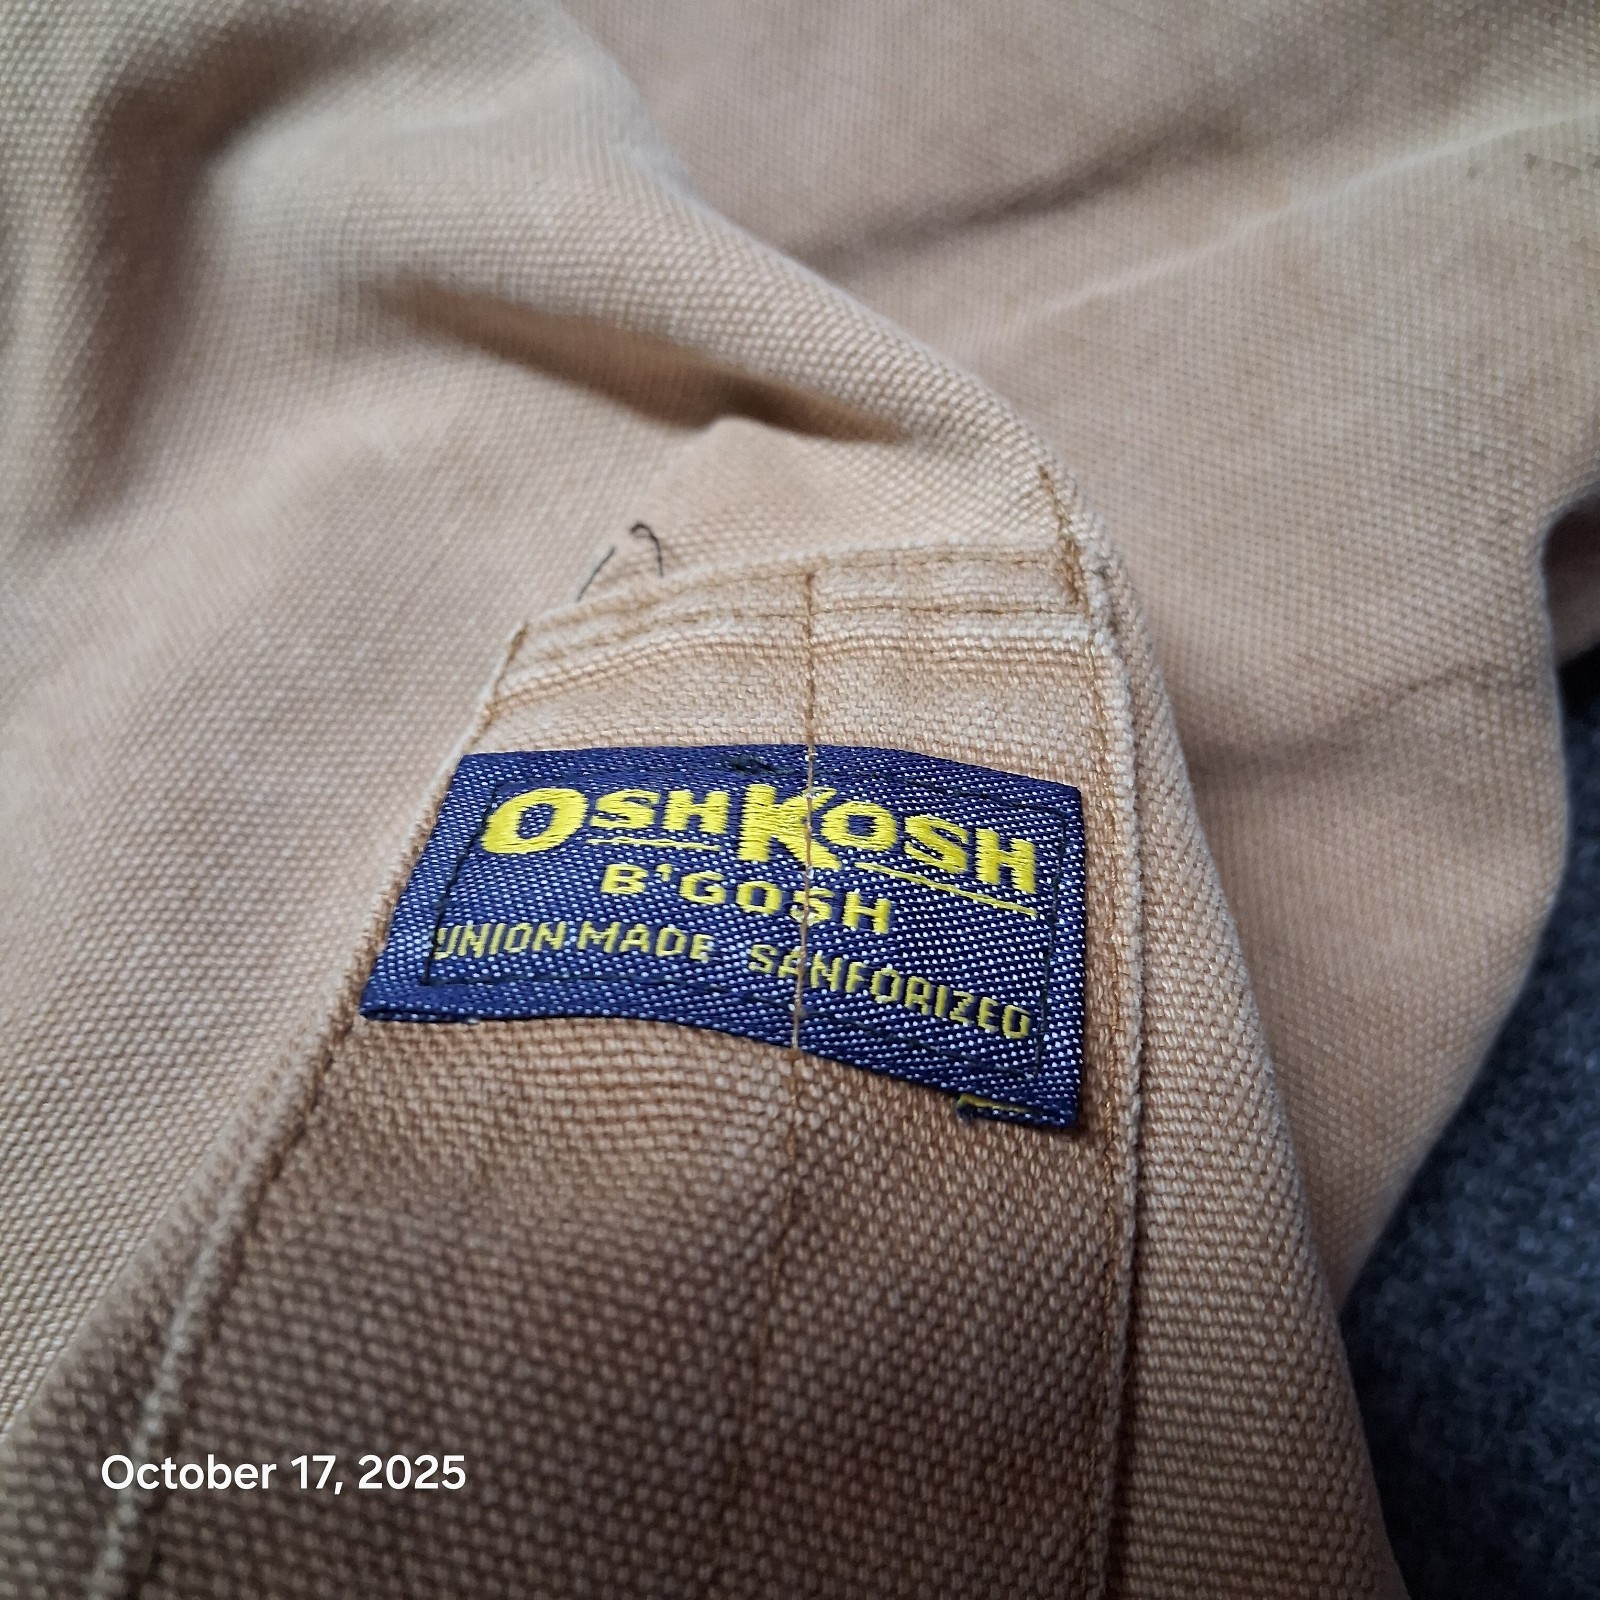 OSHKOSH
B'GOSH
UNION MADE SANFORIZED
October 17, 2025